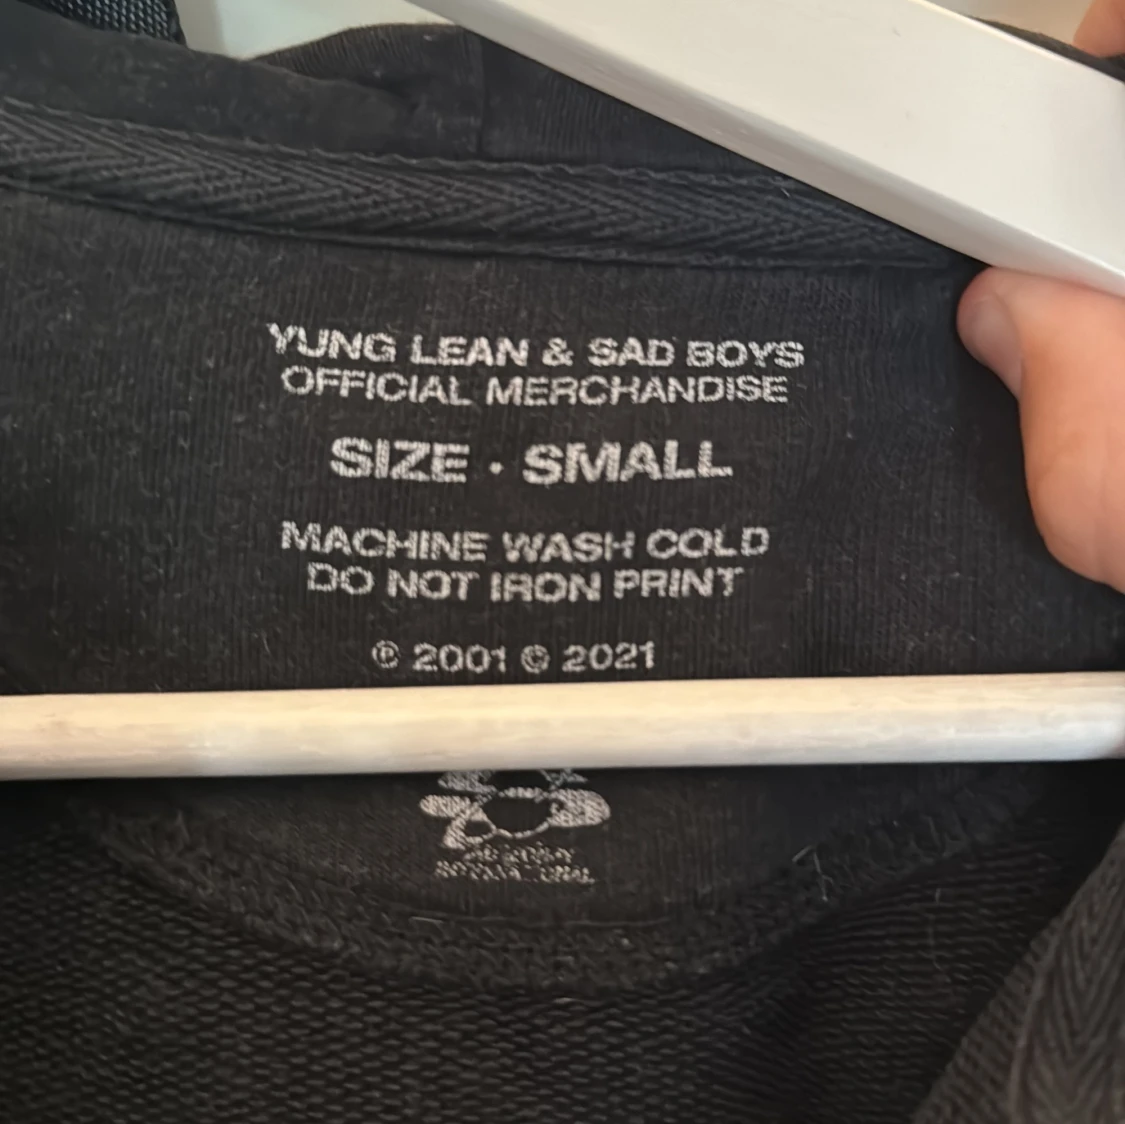 YUNG LEAN & SAD BOYS
OFFICIAL MERCHANDISE
SIZE · SMALL
MACHINE WASH COLD
DO NOT IRON PRINT
℗ 2001 © 2021